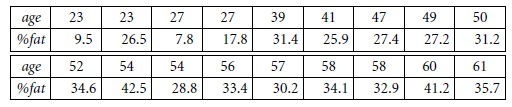 age 23 23 27 27 39 41 47 49 50
%fat 9.5 26.5 7.8 17.8 31.4 25.9 27.4 27.2 31.2
age 52 54 54 56 57 58 58 60 61
%fat 34.6 42.5 28.8 33.4 30.2 34.1 32.9 41.2 35.7